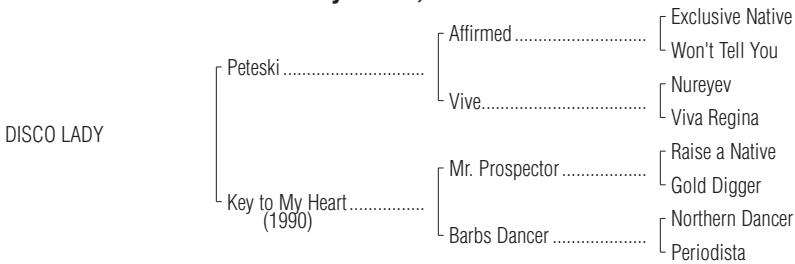 Exclusive Native
Affirmed
Won't Tell You
Peteski
Nureyev
Vive
Viva Regina
DISCO LADY
Raise a Native
Mr. Prospector
Gold Digger
Key to My Heart
(1990)
Northern Dancer
Barbs Dancer
Periodista